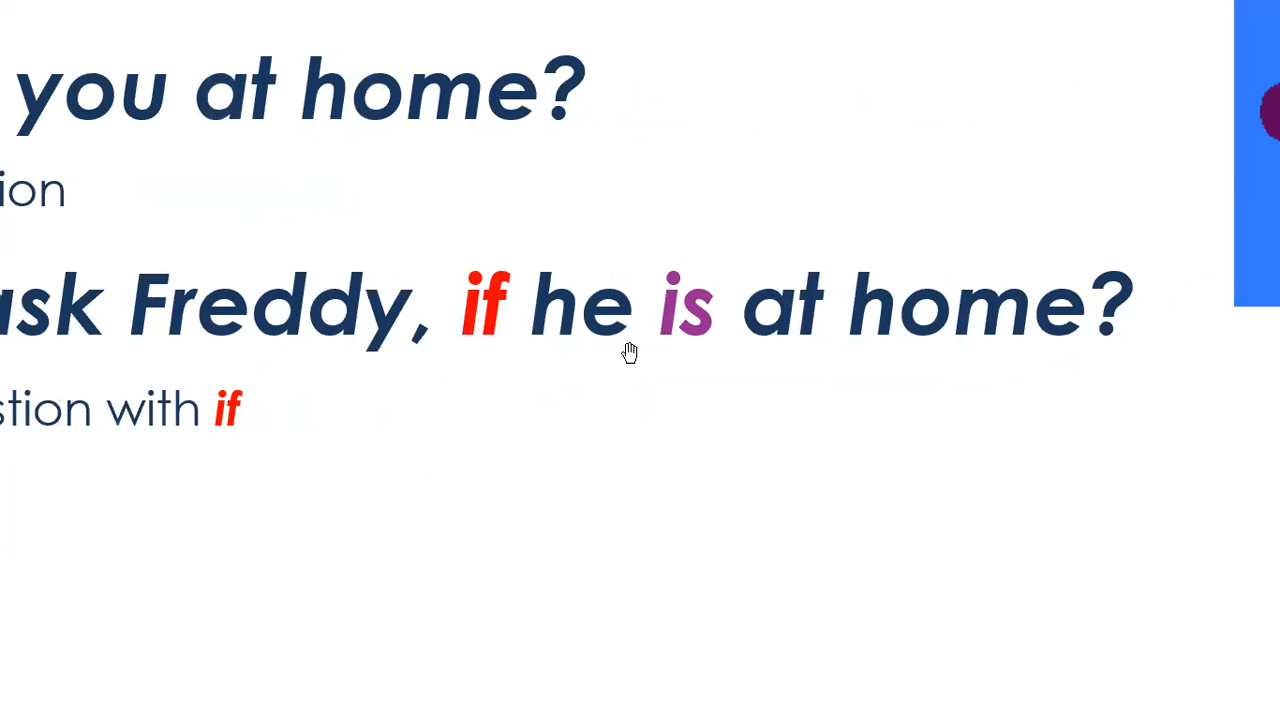 you at home?
ion
ask Freddy, if he is at home?
stion with if